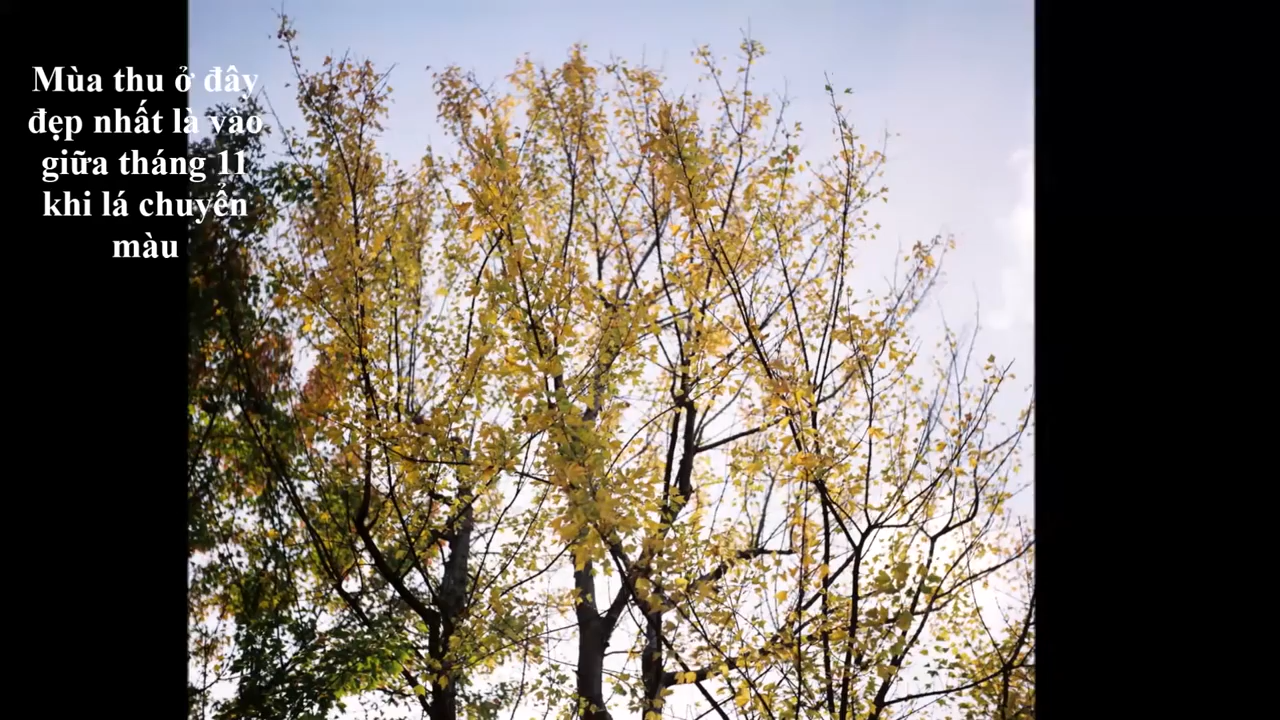 Mùa thu ở đây
đẹp nhất là vào
giữa tháng 11
khi lá chuyển
màu